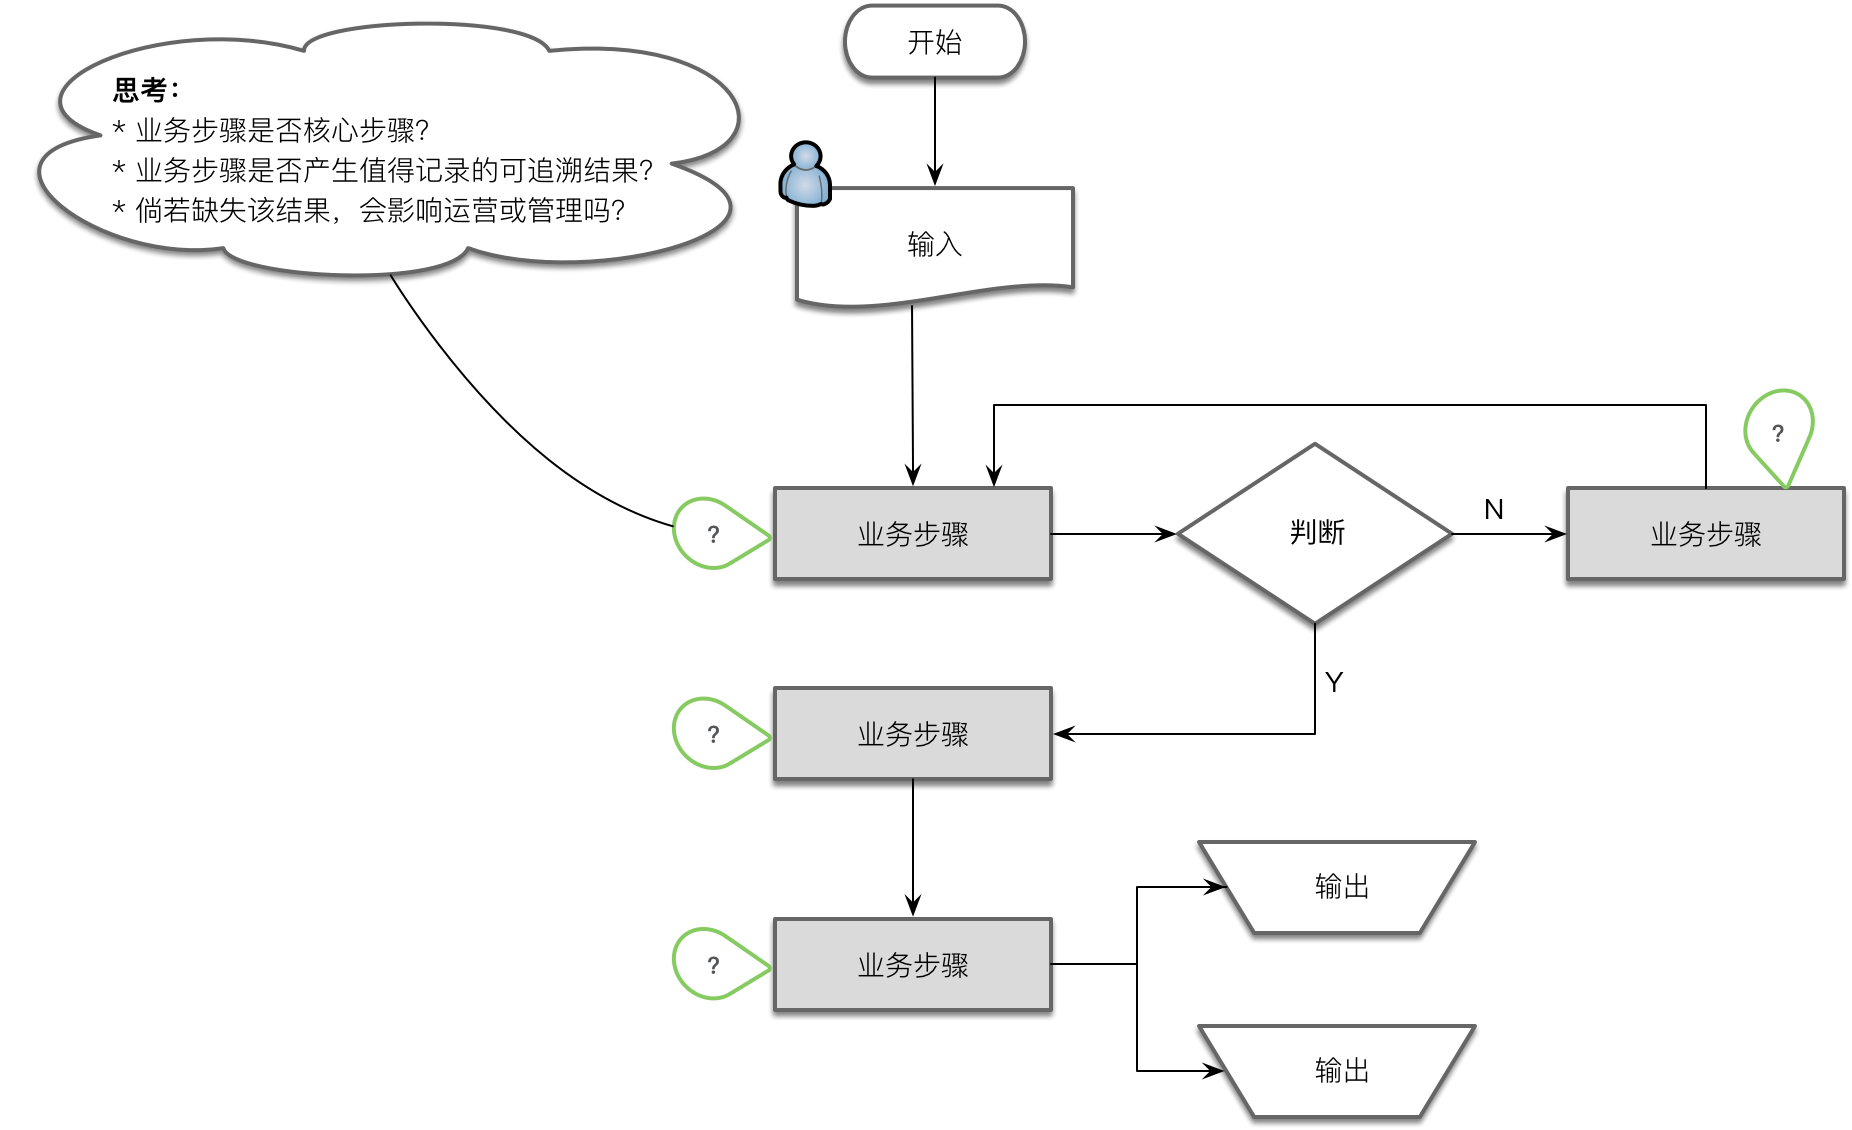 开始
思考：
* 业务步骤是否核心步骤？
* 业务步骤是否产生值得记录的可追溯结果？
* 倘若缺失该结果，会影响运营或管理吗？
输入
?
?
业务步骤
判断
N
业务步骤
Y
?
业务步骤
输出
?
业务步骤
输出